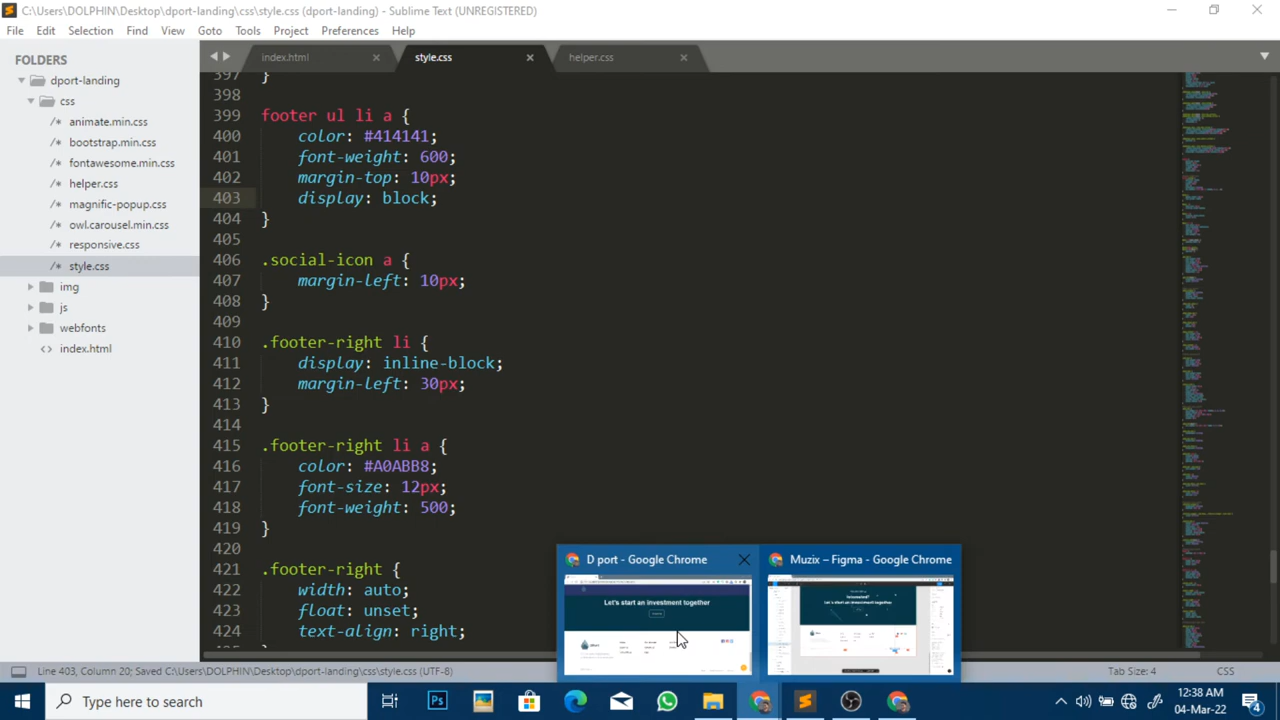 C:\Users\DOLPHIN\Desktop\dport-landing\css\style.css (dport-landing) - Sublime Text (UNREGISTERED)
File Edit Selection Find View Goto Tools Project Preferences Help
FOLDERS
dport-landing
css
/* animate.min.css
/* bootstrap.min.css
/* fontawesome.min.css
/* helper.css
/* magnific-popup.css
/* owl.carousel.min.css
/* responsive.css
/* style.css
img
js
webfonts
<> index.html
index.html × style.css × helper.css ×
397 }
398
399 footer ul li a {
400 color: #414141;
401 font-weight: 600;
402 margin-top: 10px;
403 display: block;
404 }
405
406 .social-icon a {
407 margin-left: 10px;
408 }
409
410 .footer-right li {
411 display: inline-block;
412 margin-left: 30px;
413 }
414
415 .footer-right li a {
416 color: #A0ABB8;
417 font-size: 12px;
418 font-weight: 500;
419 }
420
421 .footer-right {
422 width: auto;
423 float: unset;
424 text-align: right;
D port - Google Chrome
Let's start an investment together
Muzix – Figma - Google Chrome
Let's start an investment together
Line 403, Column 20; Saved C:\Users\DOLPHIN\Desktop\dport-landing\css\style.css (UTF-8)
Tab Size: 4
CSS
Type here to search
12:38 AM
04-Mar-22
4